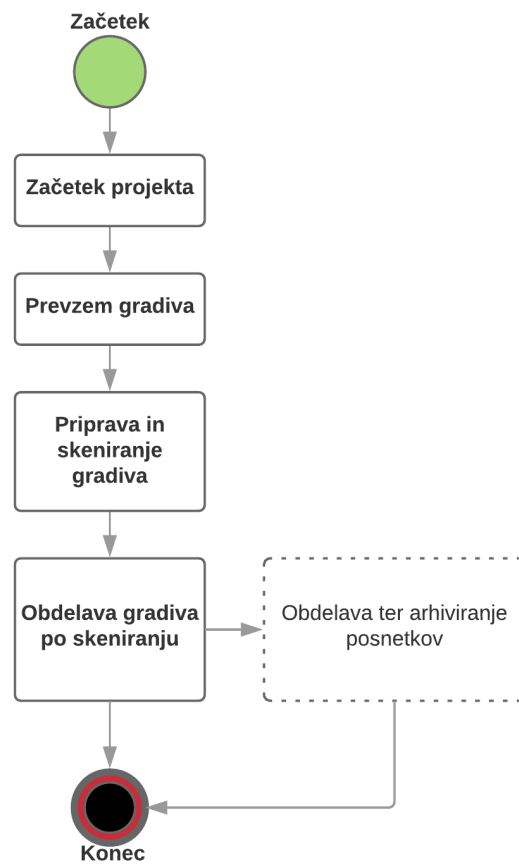 Začetek
Začetek projekta
Prevzem gradiva
Priprava in
skeniranje
gradiva
Obdelava gradiva
po skeniranju
Obdelava ter arhiviranje
posnetkov
Konec